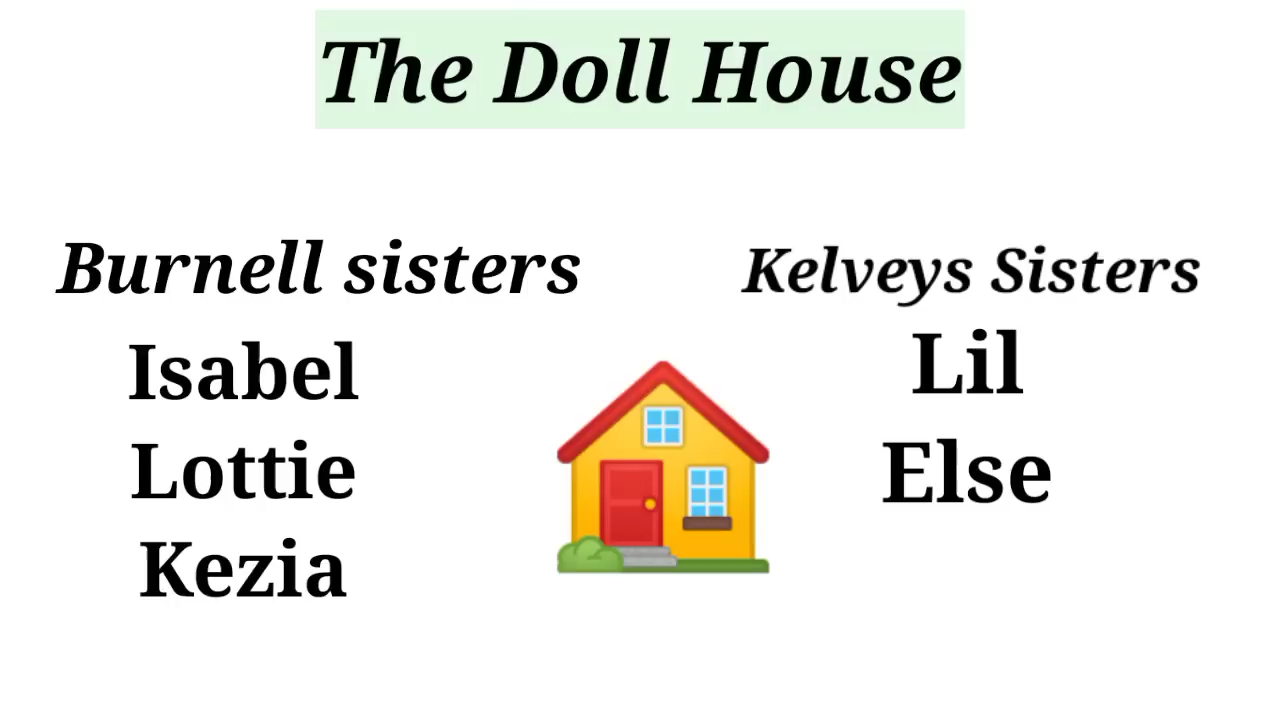 The Doll House
Burnell sisters
Isabel
Lottie
Kezia
Kelveys Sisters
Lil
Else